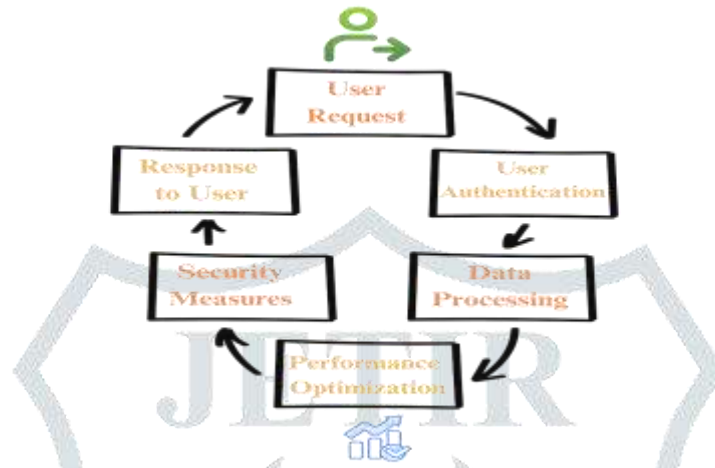 User
Request
User
Authentication
Data
Processing
Performance
Optimization
Security
Measures
Response
to User
JETIR